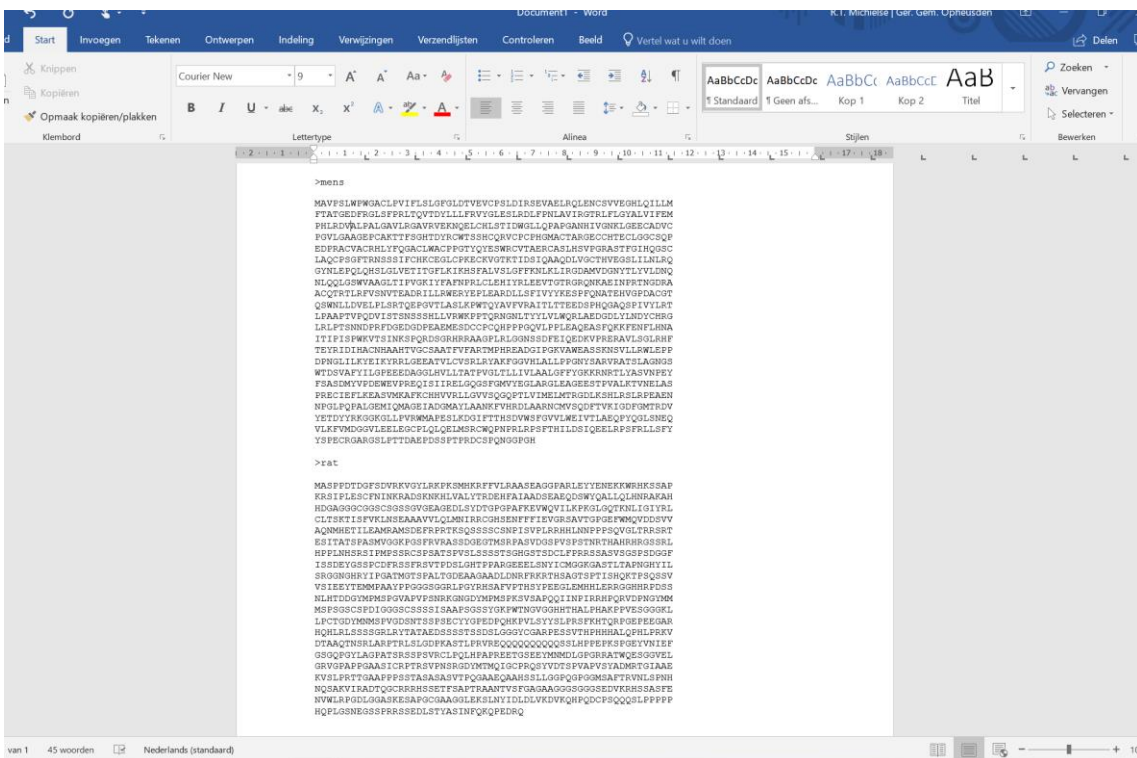 Document1 - Word
R.T. Michielse | Ger. Gem. Opheusden
Start Invoegen Tekenen Ontwerpen Indeling Verwijzingen Verzendlijsten Controleren Beeld Vertel wat u wilt doen Delen
Knippen
Kopiëren
Opmaak kopiëren/plakken
Klembord
Courier New 9
Lettertype
Alinea
AaBbCcDc AaBbCcDc AaBbC( AaBbCcE AaB
¶ Standaard ¶ Geen afs... Kop 1 Kop 2 Titel
Stijlen
Zoeken
Vervangen
Selecteren
Bewerken
>mens
MAVPSLWPWGACLPVIFLSLGFGLDTVEVCPSLDIRSEVAELRQLENCSVVEGHLQILLM
FTATGEDFRGLSFPRLTQVTDYLLLFRVYGLESLRDLFPNLAVIRGTRLFLGYALVIFEM
PHLRDVALPALGAVLRGAVRVEKNQELCHLSTIDWGLLQPAPGANHIVGNKLGEECADVC
PGVLGAAGEPCAKTTFSGHTDYRCWTSSHCQRVCPCPHGMACTARGECCHTECLGGCSQP
EDPRACVACRHLYFQGACLWACPPGTYQYESWRCVTAERCASLHSVPGRASTFGIHQGSC
LAQCPSGFTRNSSSIFCHKCEGLCPKECKVGTKTIDSIQAAQDLVGCTHVEGSLILNLRQ
GYNLEPQLQHSLGLVETITGFLKIKHSFALVSLGFFKNLKLIRGDAMVDGNYTLYVLDNQ
NLQQLGSWVAAGLTIPVGKIYFAFNPRLCLEHIYRLEEVTGTRGRQNKAEINPRTNGDRA
ACQTRTLRFVSNVTEADRILLRWERYEPLEARDLLSFIVYYKESPFQNATEHVGPDACGT
QSWNLLDVELPLSRTQEPGVTLASLKPWTQYAVFVRAITLTTEEDSPHQGAQSPIVYLRT
LPAAPTVPQDVISTSNSSSHLLVRWKPPTQRNGNLTYYLVLWQRLAEDGDLYLNDYCHRG
LRLPTSNNDPRFDGEDGDPEAEMESDCCPCQHPPPGQVLPPLEAQEASFQKKFENFLHNA
ITIPISPWKVTSINKSPQRDSGRHRRAAGPLRLGGNSSDFEIQEDKVPRERAVLSGLRHF
TEYRIDIHACNHAAHTVGCSAATFVFARTMPHREADGIPGKVAWEASSKNSVLLRWLEPP
DPNGLILKYEIKYRRLGEEATVLCVSRLRYAKFGGVHLALLPPGNYSARVRATSLAGNGS
WTDSVAFYILGPEEEDAGGLHVLLTATPVGLTLLIVLAALGFFYGKKRNRTLYASVNPEY
FSASDMYVPDEWEVPREQISIIRELGQGSFGMVYEGLARGLEAGEESTPVALKTVNELAS
PRECIEFLKEASVMKAFKCHHVVRLLGVVSQGQPTLVIMELMTRGDLKSHLRSLRPEAEN
NPGLPQPALGEMIQMAGEIADGMAYLAANKFVHRDLAARNCMVSQDFTVKIGDFGMTRDV
YETDYYRKGGKGLLPVRWMAPESLKDGIFTTHSDVWSFGVVLWEIVTLAEQPYQGLSNEQ
VLKFVMDGGVLEELEGCPLQLQELMSRCWQPNPRLRPSFTHILDSIQEELRPSFRLLSFY
YSPECRGARGSLPTTDAEPDSSPTPRDCSPQNGGPGH
>rat
MASPPDTDGFSDVRKVGYLRKPKSMHKRFFVLRAASEAGGPARLEYYENEKKWRHKSSAP
KRSIPLESCFNINKRADSKNKHLVALYTRDEHFAIAADSEAEQDSWYQALLQLHNRAKAH
HDGAGGGCGGSCSGSSGVGEAGEDLSYDTGPGPAFKEVWQVILKPKGLGQTKNLIGIYRL
CLTSKTISFVKLNSEAAAVVLQLMNIRRCGHSENFFFIEVGRSAVTGPGEFWMQVDDSVV
AQNMHETILEAMRAMSDEFRPRTKSQSSSSCSNPISVPLRRHHLNNPPPSQVGLTRRSRT
ESITATSPASMVGGKPGSFRVRASSDGEGTMSRPASVDGSPVSPSTNRTHAHRHRGSSRL
HPPLNHSRSIPMPSSRCSPSATSPVSLSSSSTSGHGSTSDCLFPRRSSASVSGSPSDGGF
ISSDEYGSSPCDFRSSFRSVTPDSLGHTPPARGEEELSNYICMGGKGASTLTAPNGHYIL
SRGGNGHRYIPGATMGTSPALTGDEAAGAADLDNRFRKRTHSAGTSPTISHQKTPSQSSV
VSIEEYTEMMPAAYPPGGGSGGRLPGYRHSAFVPTHSYPEEGLEMHHLERRGGHHRPDSS
NLHTDDGYMPMSPGVAPVPSNRKGNGDYMPMSPKSVSAPQQIINPIRRHPQRVDPNGYMM
MSPSGSCSPDIGGGSCSSSSISAAPSGSSYGKPWTNGVGGHHTHALPHAKPPVESGGGKL
LPCTGDYMNMSPVGDSNTSSPSECYYGPEDPQHKPVLSYYSLPRSFKHTQRPGEPEEGAR
HQHLRLSSSSGRLRYTATAEDSSSSTSSDSLGGGYCGARPESSVTHPHHHALQPHLPRKV
DTAAQTNSRLARPTRLSLGDPKASTLPRVREQQQQQQQQQQSSLHPPEPKSPGEYVNIEF
GSGQPGYLAGPATSRSSPSVRCLPQLHPAPREETGSEEYMNMDLGPGRRATWQESGGVEL
GRVGPAPPGAASICRPTRSVPNSRGDYMTMQIGCPRQSYVDTSPVAPVSYADMRTGIAAE
KVSLPRTTGAAPPPSSTASASASVTPQGAAEQAAHSSLLGGPQGPGGMSAFTRVNLSPNH
NQSAKVIRADTQGCRRRHSSETFSAPTRAANTVSFGAGAAGGGSGGGSEDVKRHSSASFE
NVWLRPGDLGGASKESAPGCGAAGGLEKSLNYIDLDLVKDVKQHPQDCPSQQQSLPPPPP
HQPLGSNEGSSPRRSSEDLSTYASINFQKQPEDRQ
van 1 45 woorden Nederlands (standaard)